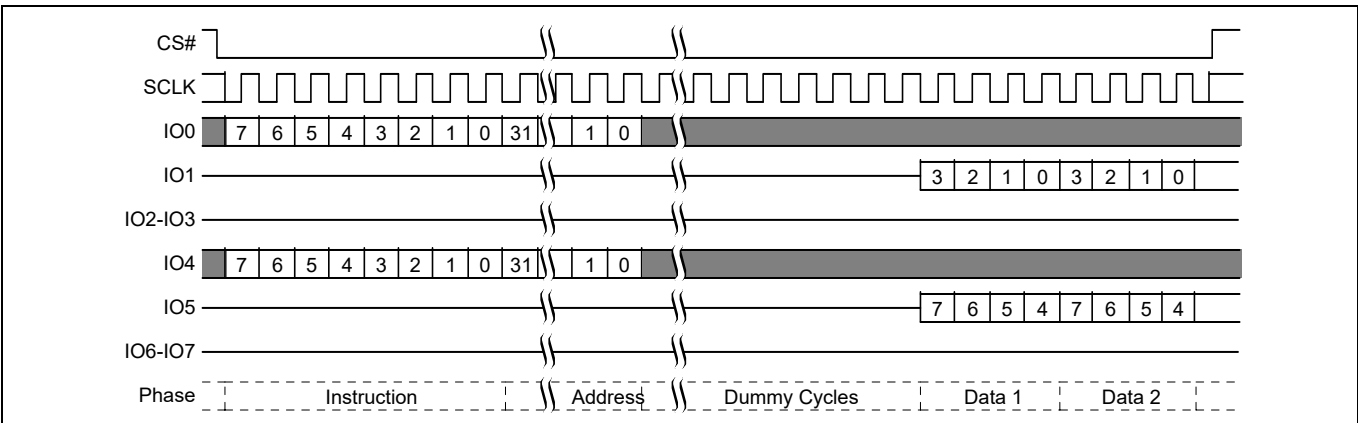 CS#
SCLK
IO0 7 6 5 4 3 2 1 0 31 1 0
IO1 3 2 1 0 3 2 1 0
IO2-IO3
IO4 7 6 5 4 3 2 1 0 31 1 0
IO5 7 6 5 4 7 6 5 4
IO6-IO7
Phase Instruction Address Dummy Cycles Data 1 Data 2